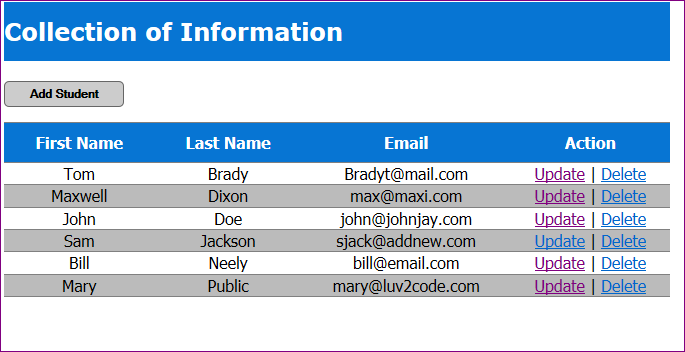 Collection of Information
Add Student
First Name Last Name Email Action
Tom Brady Bradyt@mail.com Update | Delete
Maxwell Dixon max@maxi.com Update | Delete
John Doe john@johnjay.com Update | Delete
Sam Jackson sjack@addnew.com Update | Delete
Bill Neely bill@email.com Update | Delete
Mary Public mary@luv2code.com Update | Delete